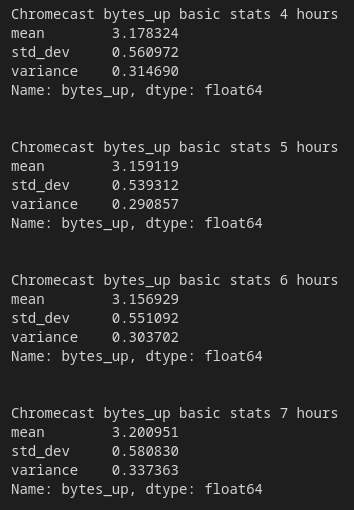 Chromecast bytes_up basic stats 4 hours
mean        3.178324
std_dev     0.560972
variance    0.314690
Name: bytes_up, dtype: float64
Chromecast bytes_up basic stats 5 hours
mean        3.159119
std_dev     0.539312
variance    0.290857
Name: bytes_up, dtype: float64
Chromecast bytes_up basic stats 6 hours
mean        3.156929
std_dev     0.551092
variance    0.303702
Name: bytes_up, dtype: float64
Chromecast bytes_up basic stats 7 hours
mean        3.200951
std_dev     0.580830
variance    0.337363
Name: bytes_up, dtype: float64